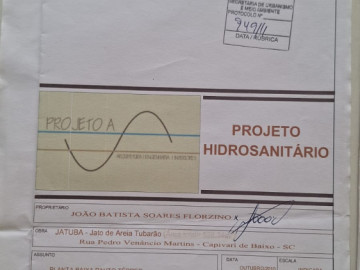 SECRETARIA DE URBANISMO
E MEIO AMBIENTE
PROTOCOLO Nº
949/11
DATA / RUBRICA
PROJETO A
PROJETO
HIDROSANITÁRIO
PROPRIETÁRIO
JOÃO BATISTA SOARES FLORZINO
OBRA
JATUBA - Jato de Areia Tubarão
Rua Pedro Venâncio Martins - Capivari de Baixo - SC
ASSUNTO
DATA
ESCALA